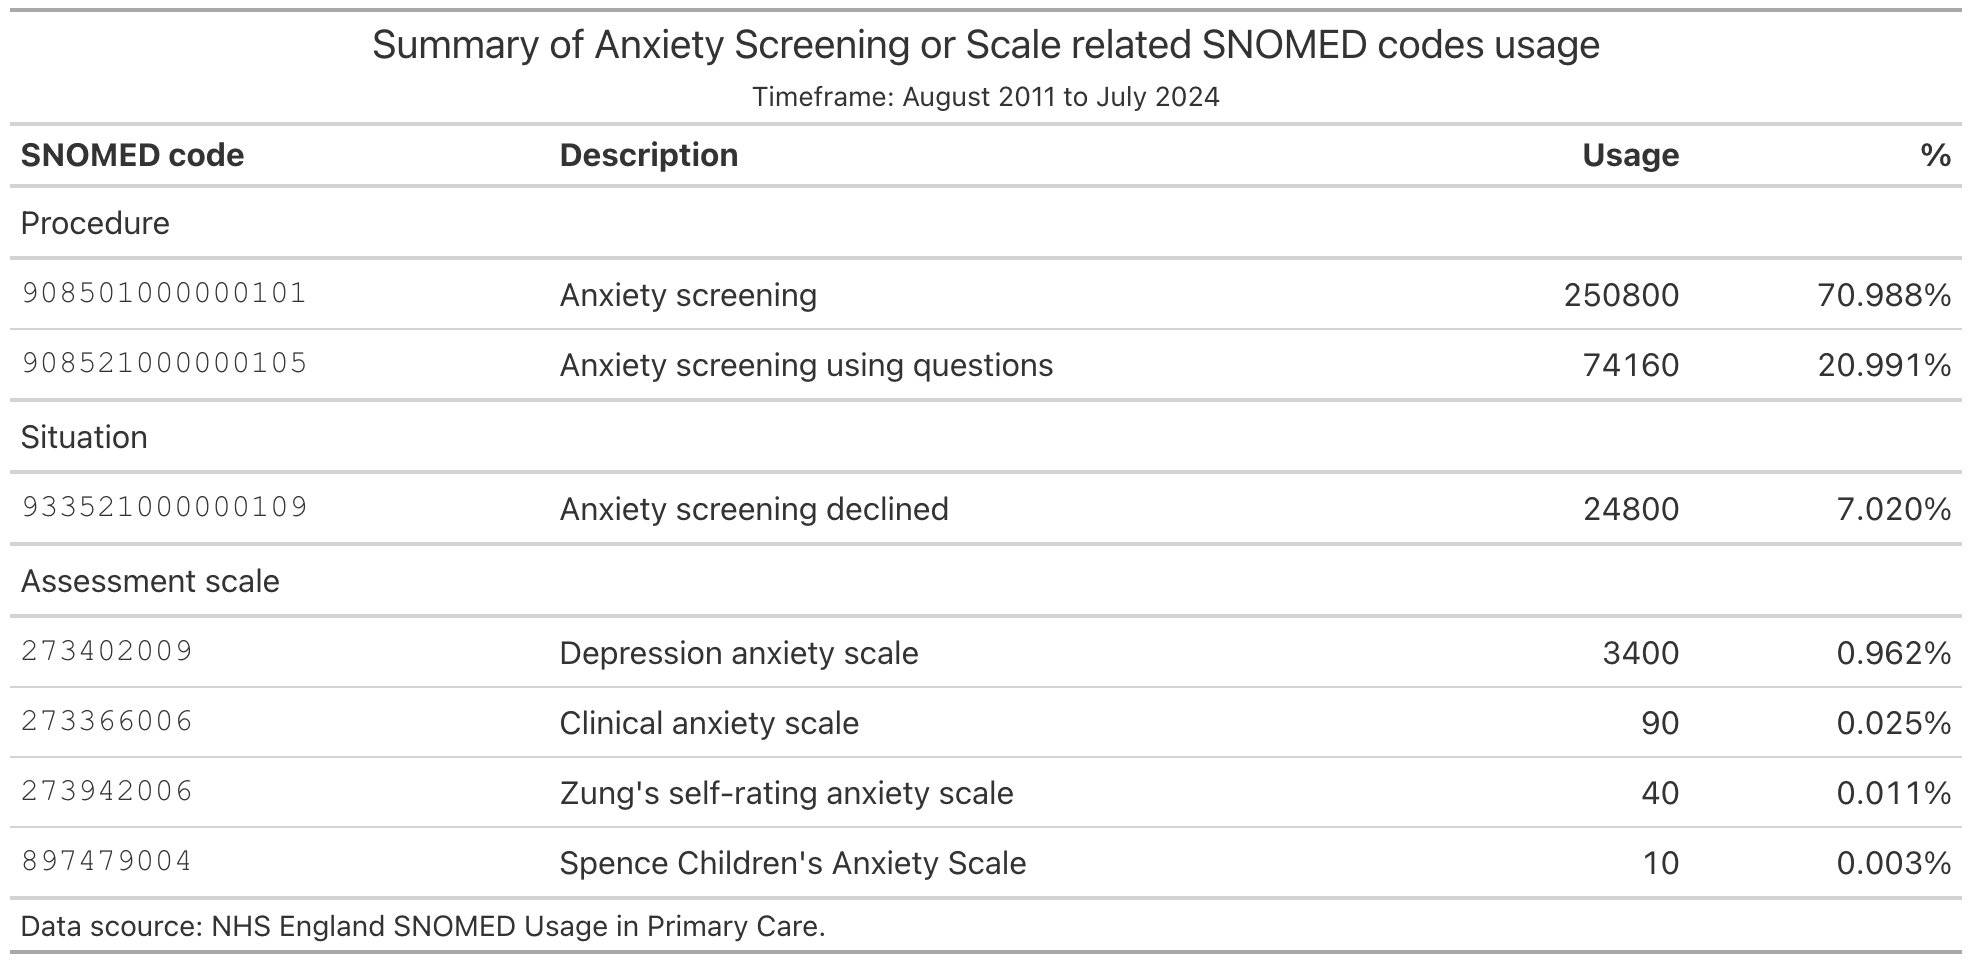 Summary of Anxiety Screening or Scale related SNOMED codes usage
Timeframe: August 2011 to July 2024
SNOMED code Description Usage %
Procedure
908501000000101 Anxiety screening 250800 70.988%
908521000000105 Anxiety screening using questions 74160 20.991%
Situation
933521000000109 Anxiety screening declined 24800 7.020%
Assessment scale
273402009 Depression anxiety scale 3400 0.962%
273366006 Clinical anxiety scale 90 0.025%
273942006 Zung's self-rating anxiety scale 40 0.011%
897479004 Spence Children's Anxiety Scale 10 0.003%
Data scource: NHS England SNOMED Usage in Primary Care.